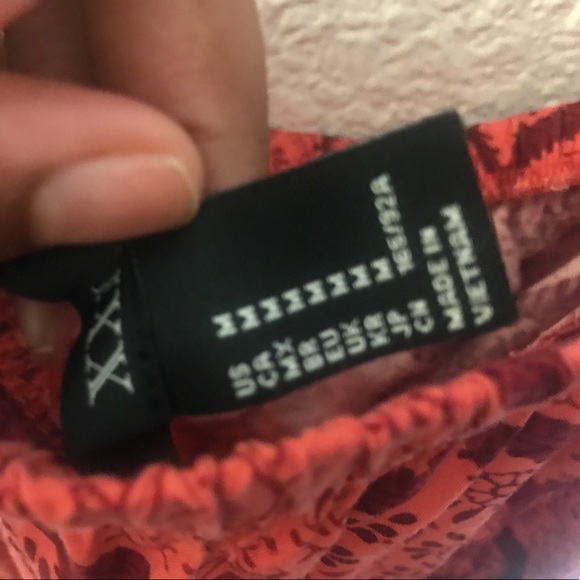 XXI
US M
CA M
MX M
BR M
EU M
UK M
KR M
JP M
CN 165/92A
MADE IN
VIETNAM